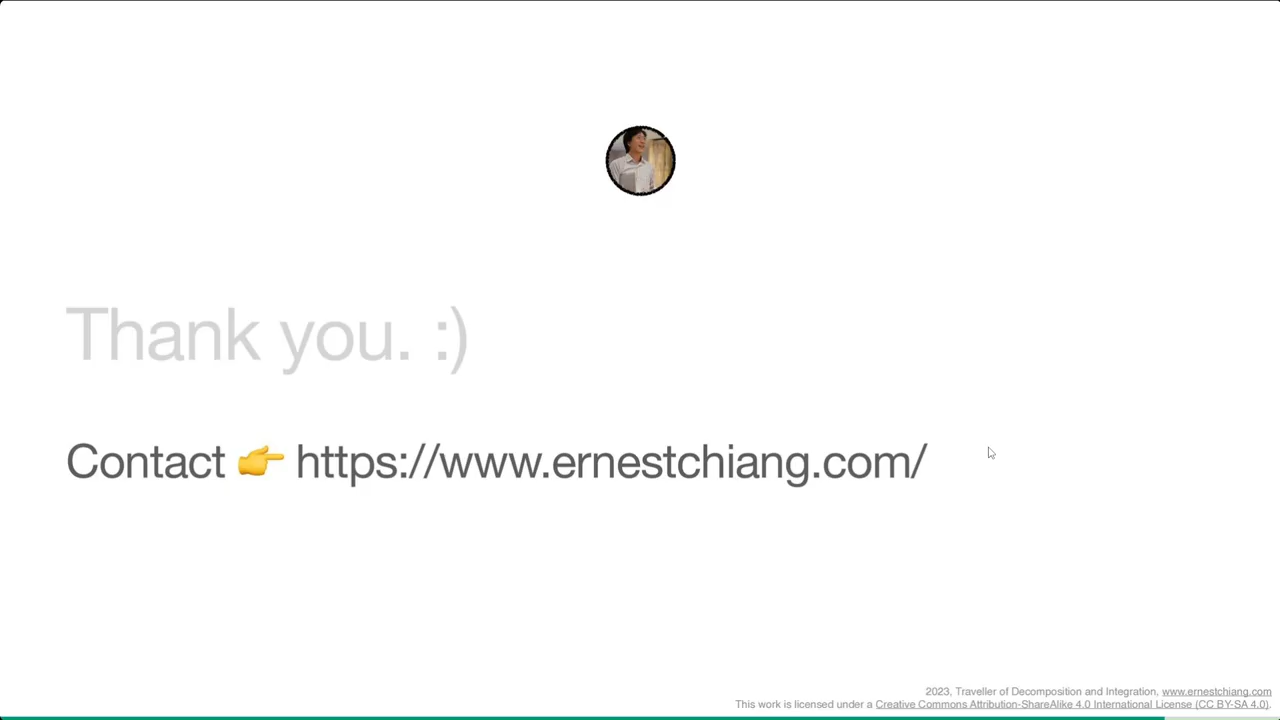 Thank you. :)
Contact 👉 https://www.ernestchiang.com/
2023, Traveller of Decomposition and Integration, www.ernestchiang.com
This work is licensed under a Creative Commons Attribution-ShareAlike 4.0 International License (CC BY-SA 4.0).